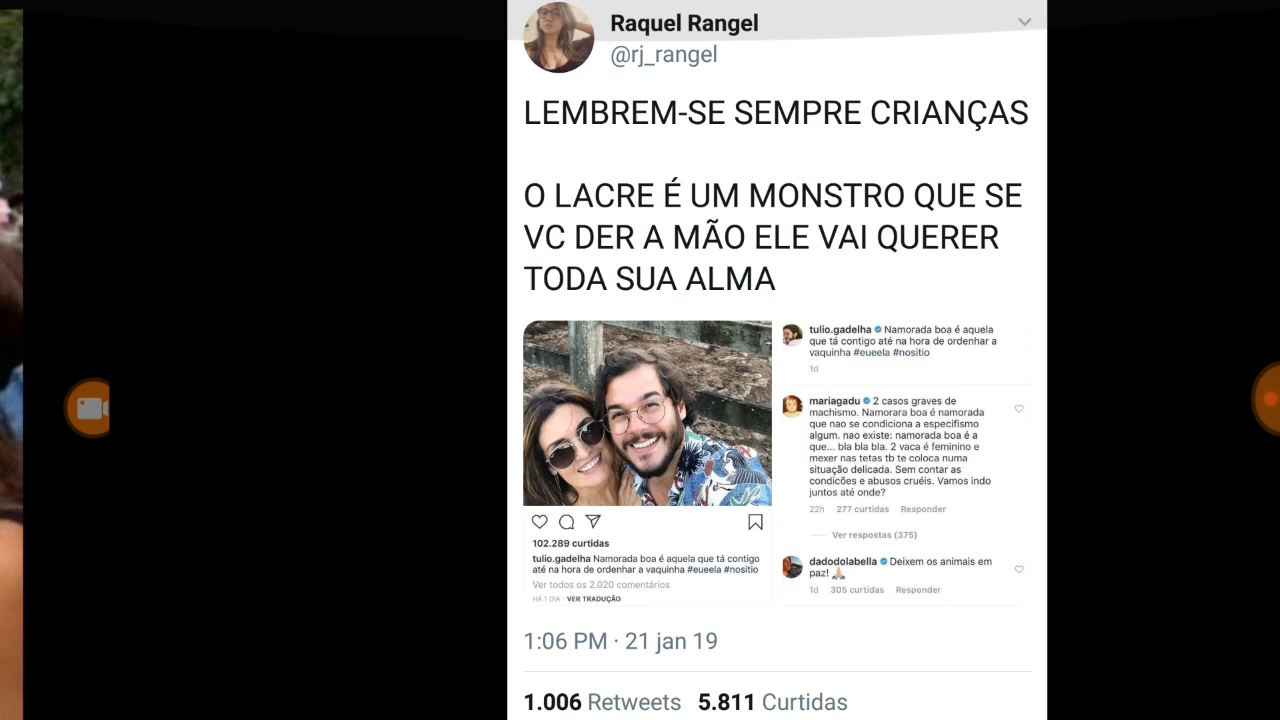 Raquel Rangel
@rj_rangel
LEMBREM-SE SEMPRE CRIANÇAS
O LACRE É UM MONSTRO QUE SE
VC DER A MÃO ELE VAI QUERER
TODA SUA ALMA
102.289 curtidas
tulio.gadelha Namorada boa é aquela que tá contigo
até na hora de ordenhar a vaquinha #eueela #nositio
Ver todos os 2.020 comentários
HÁ 1 DIA · VER TRADUÇÃO
tulio.gadelha Namorada boa é aquela
que tá contigo até na hora de ordenhar a
vaquinha #eueela #nositio
1d
mariagadu 2 casos graves de
machismo. Namorara boa é namorada
que nao se condiciona a especifismo
algum. nao existe: namorada boa é a
que... bla bla bla. 2 vaca é feminino e
mexer nas tetas tb te coloca numa
situação delicada. Sem contar as
condicões e abusos cruéis. Vamos indo
juntos até onde?
22h 277 curtidas Responder
Ver respostas (375)
dadodolabella Deixem os animais em
paz! 🙏🏼
1d 305 curtidas Responder
1:06 PM · 21 jan 19
1.006 Retweets 5.811 Curtidas